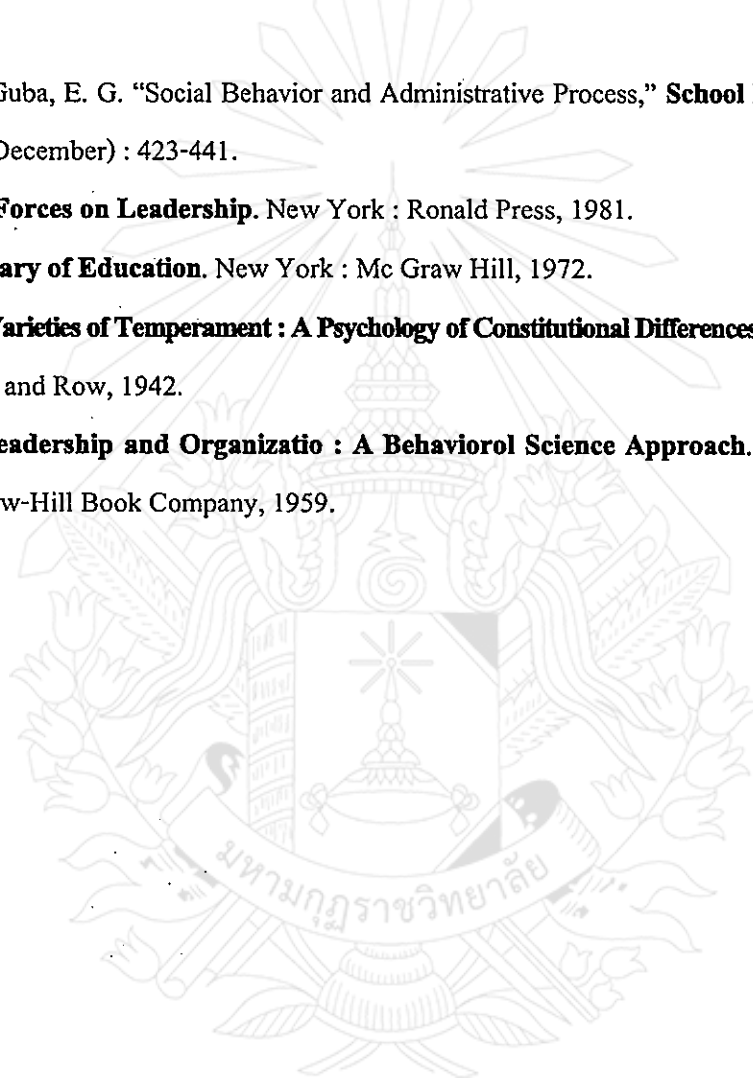 Guba, E. G. “Social Behavior and Administrative Process,” School
December) : 423-441.
Forces on Leadership. New York : Ronald Press, 1981.
ary of Education. New York : Mc Graw Hill, 1972.
Varieties of Temperament : A Psychology of Constitutional Differences
and Row, 1942.
eadership and Organizatio : A Behaviorol Science Approach.
w-Hill Book Company, 1959.
มหามกุฏราชวิทยาลัย